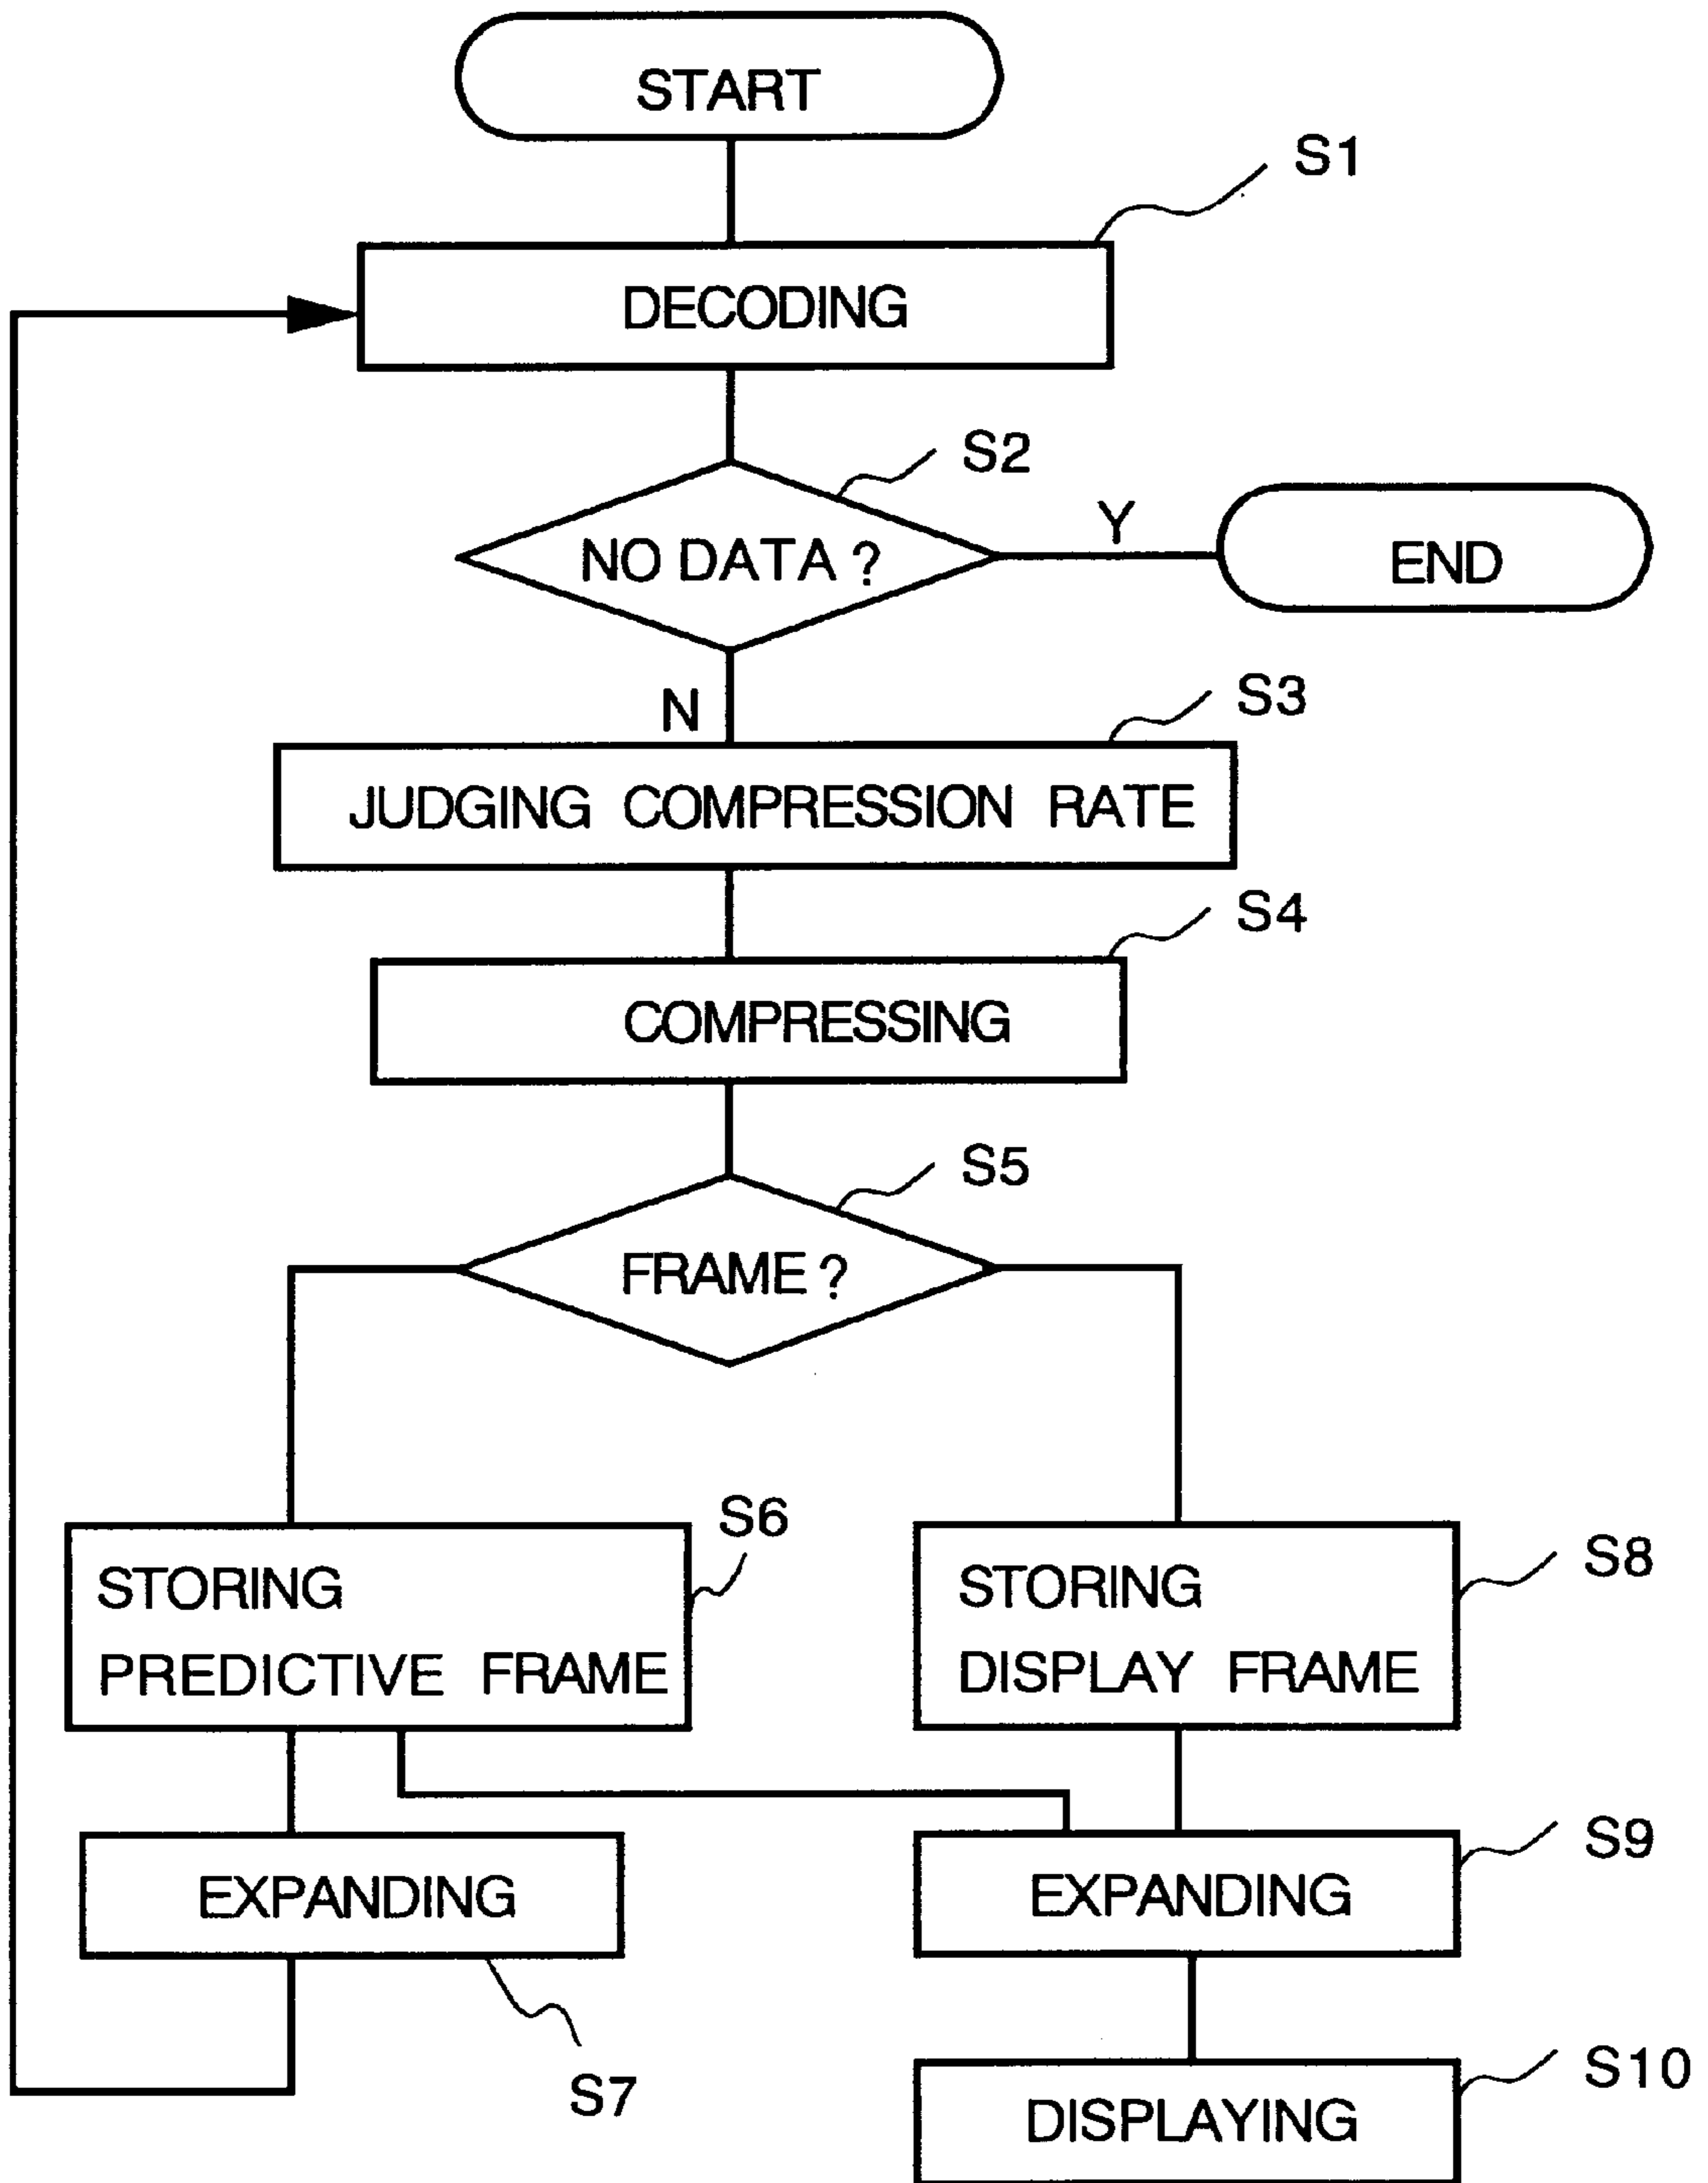 START
S1
DECODING
S2
NO DATA ?
Y
END
N
S3
JUDGING COMPRESSION RATE
S4
COMPRESSING
S5
FRAME ?
S6
STORING
PREDICTIVE FRAME
S8
STORING
DISPLAY FRAME
EXPANDING
S7
S9
EXPANDING
S10
DISPLAYING